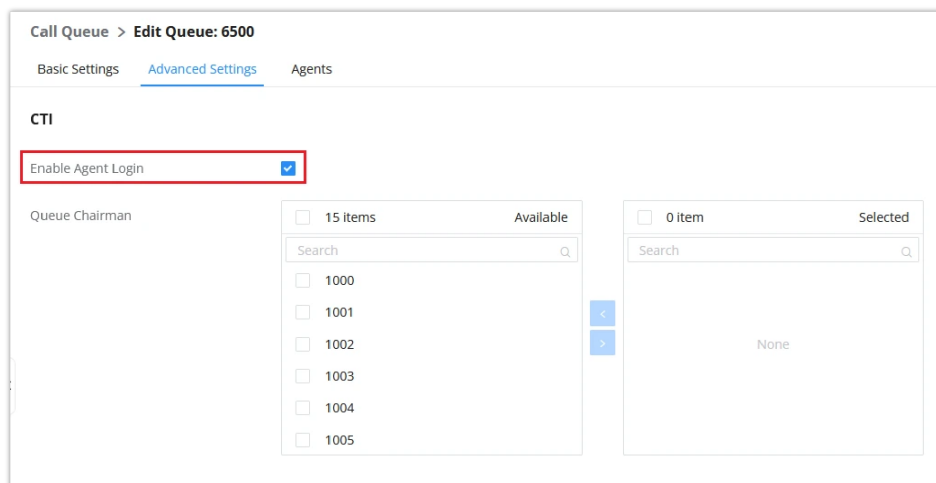 Call Queue > Edit Queue: 6500
Basic Settings Advanced Settings Agents
CTI
Enable Agent Login
Queue Chairman
15 items Available
Search
1000
1001
1002
1003
1004
1005
< 
>
0 item Selected
Search
None